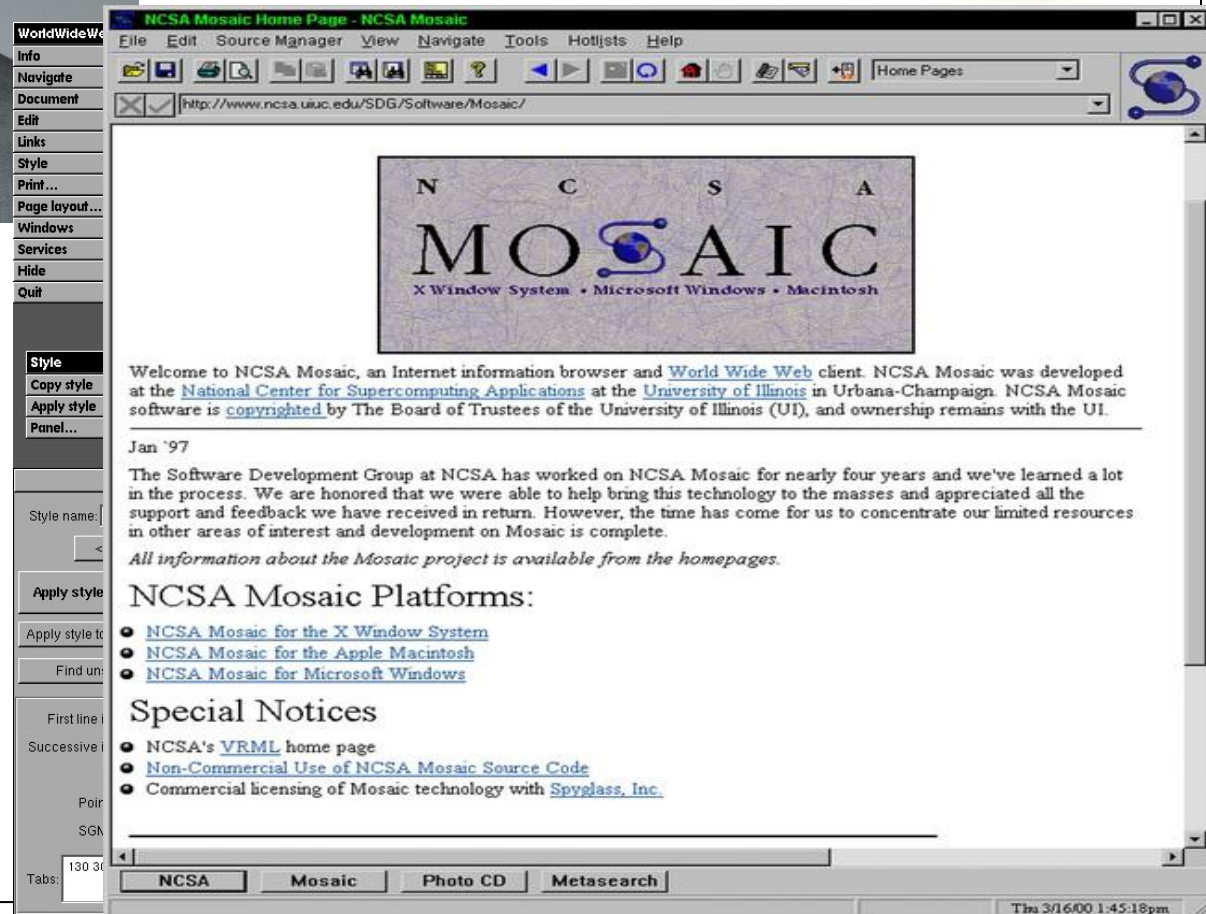 WorldWideWe
Info
Navigate
Document
Edit
Links
Style
Print...
Page layout...
Windows
Services
Hide
Quit
Style
Copy style
Apply style
Panel...
Style name:
<
Apply style
Apply style to
Find un
First line i
Successive i
Tabs:
NCSA Mosaic Home Page - NCSA Mosaic
File Edit Source Manager View Navigate Tools Hotlists Help
Home Pages
http://www.ncsa.uiuc.edu/SDG/Software/Mosaic/
N C S A
MOSAIC
X Window System • Microsoft Windows • Macintosh
Welcome to NCSA Mosaic, an Internet information browser and World Wide Web client. NCSA Mosaic was developed
at the National Center for Supercomputing Applications at the University of Illinois in Urbana-Champaign. NCSA Mosaic
software is copyrighted by The Board of Trustees of the University of Illinois (UI), and ownership remains with the UI.
Jan `97
The Software Development Group at NCSA has worked on NCSA Mosaic for nearly four years and we've learned a lot
in the process. We are honored that we were able to help bring this technology to the masses and appreciated all the
support and feedback we have received in return. However, the time has come for us to concentrate our limited resources
in other areas of interest and development on Mosaic is complete.
All information about the Mosaic project is available from the homepages.
NCSA Mosaic Platforms:
NCSA Mosaic for the X Window System
NCSA Mosaic for the Apple Macintosh
NCSA Mosaic for Microsoft Windows
Special Notices
NCSA's VRML home page
Non-Commercial Use of NCSA Mosaic Source Code
Commercial licensing of Mosaic technology with Spyglass, Inc.
NCSA Mosaic Photo CD Metasearch
Thu 3/16/00 1:45:18pm